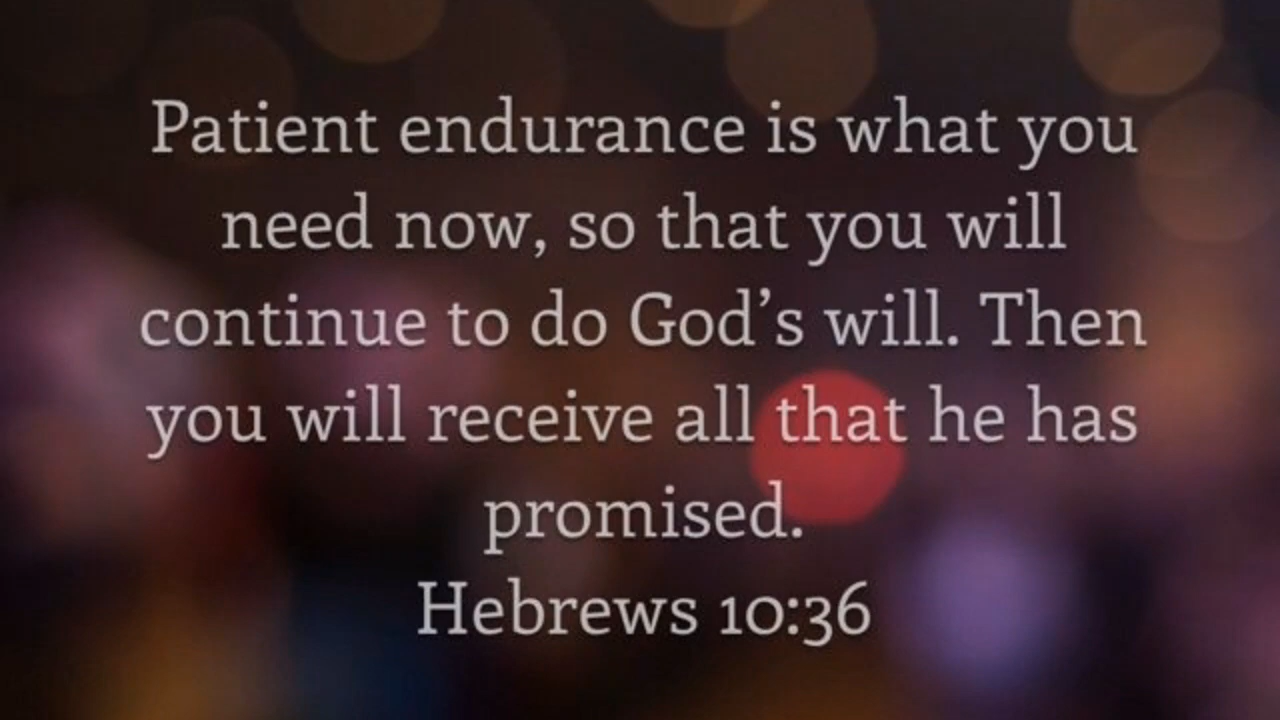 Patient endurance is what you
need now, so that you will
continue to do God’s will. Then
you will receive all that he has
promised.
Hebrews 10:36